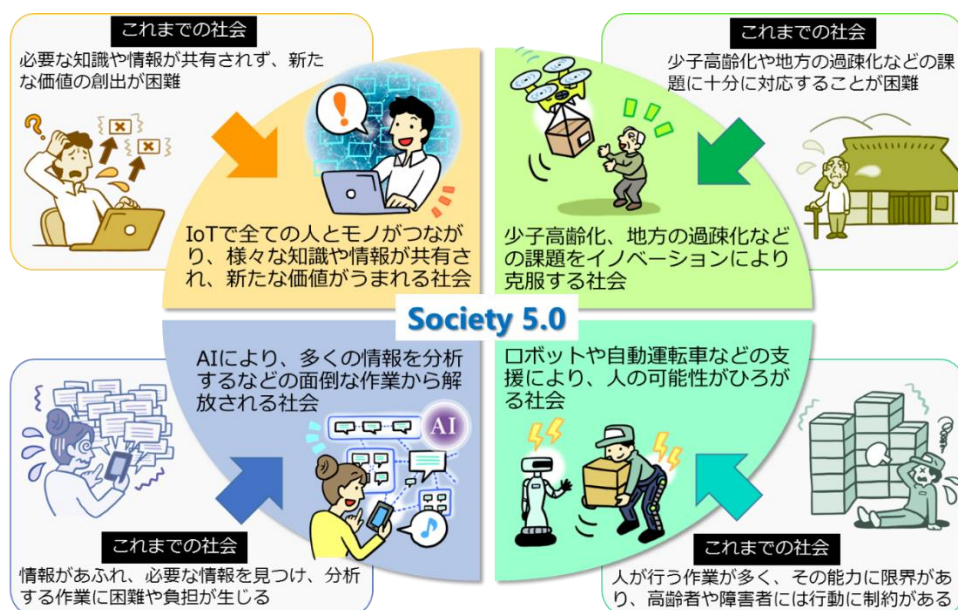 これまでの社会
必要な知識や情報が共有されず、新た
な価値の創出が困難
IoTで全ての人とモノがつなが
り、様々な知識や情報が共有さ
れ、新たな価値がうまれる社会
これまでの社会
少子高齢化や地方の過疎化などの課
題に十分に対応することが困難
少子高齢化、地方の過疎化など
の課題をイノベーションにより
克服する社会
Society 5.0
AIにより、多くの情報を分析
するなどの面倒な作業から解
放される社会
AI
これまでの社会
情報があふれ、必要な情報を見つけ、分析
する作業に困難や負担が生じる
ロボットや自動運転車などの支
援により、人の可能性がひろが
る社会
これまでの社会
人が行う作業が多く、その能力に限界があ
り、高齢者や障害者には行動に制約がある